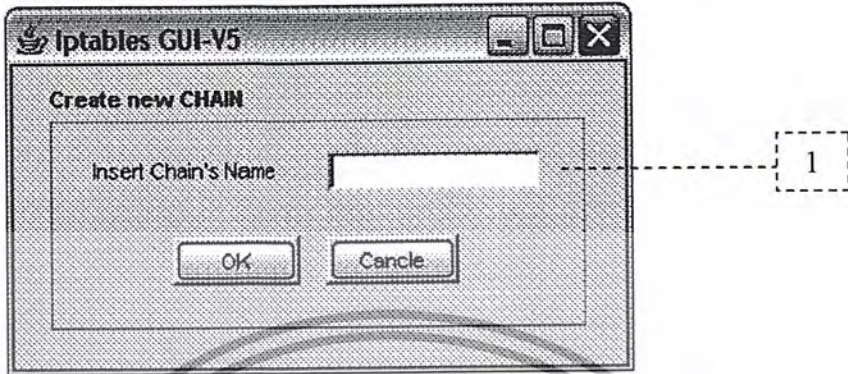 Iptables GUI-V5
Create new CHAIN
Insert Chain's Name
1
OK
Cancle